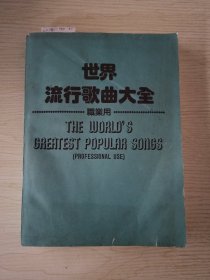 世界
流行歌曲大全
職業用
THE WORLD'S
GREATEST POPULAR SONGS
(PROFESSIONAL USE)